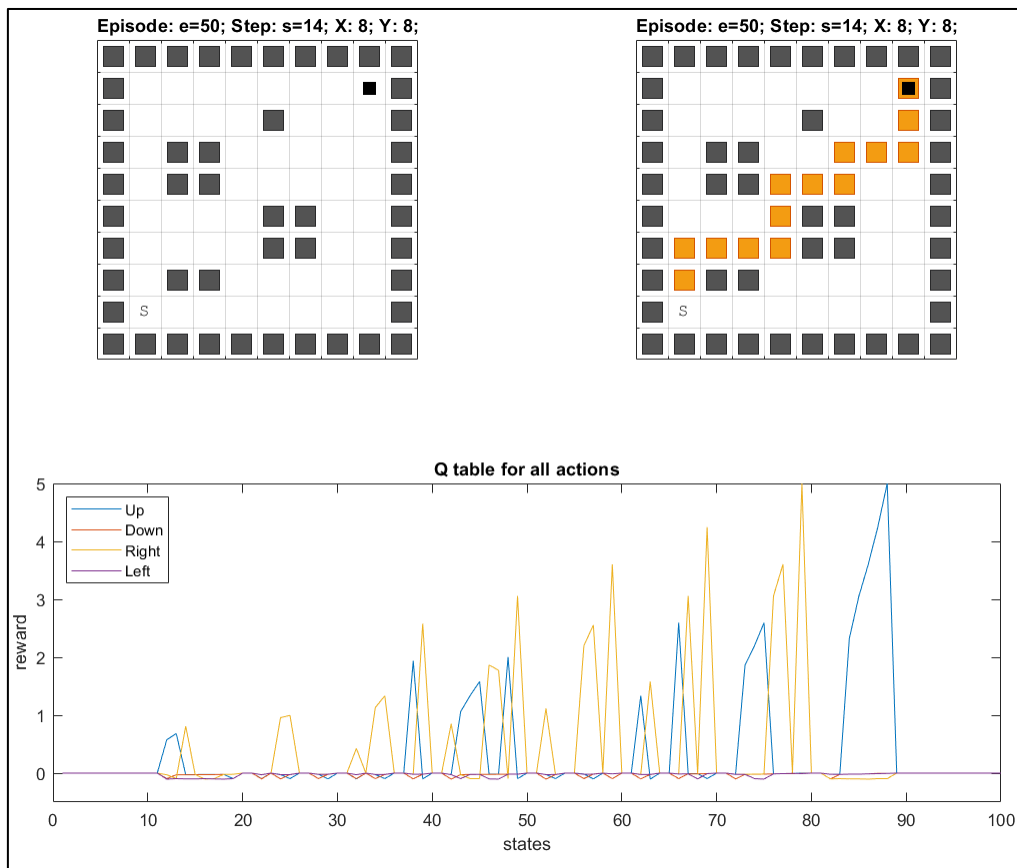 Episode: e=50; Step: s=14; X: 8; Y: 8;
Episode: e=50; Step: s=14; X: 8; Y: 8;
S
S
Q table for all actions
5
4
3
2
1
0
reward
Up
Down
Right
Left
0 10 20 30 40 50 60 70 80 90 100
states